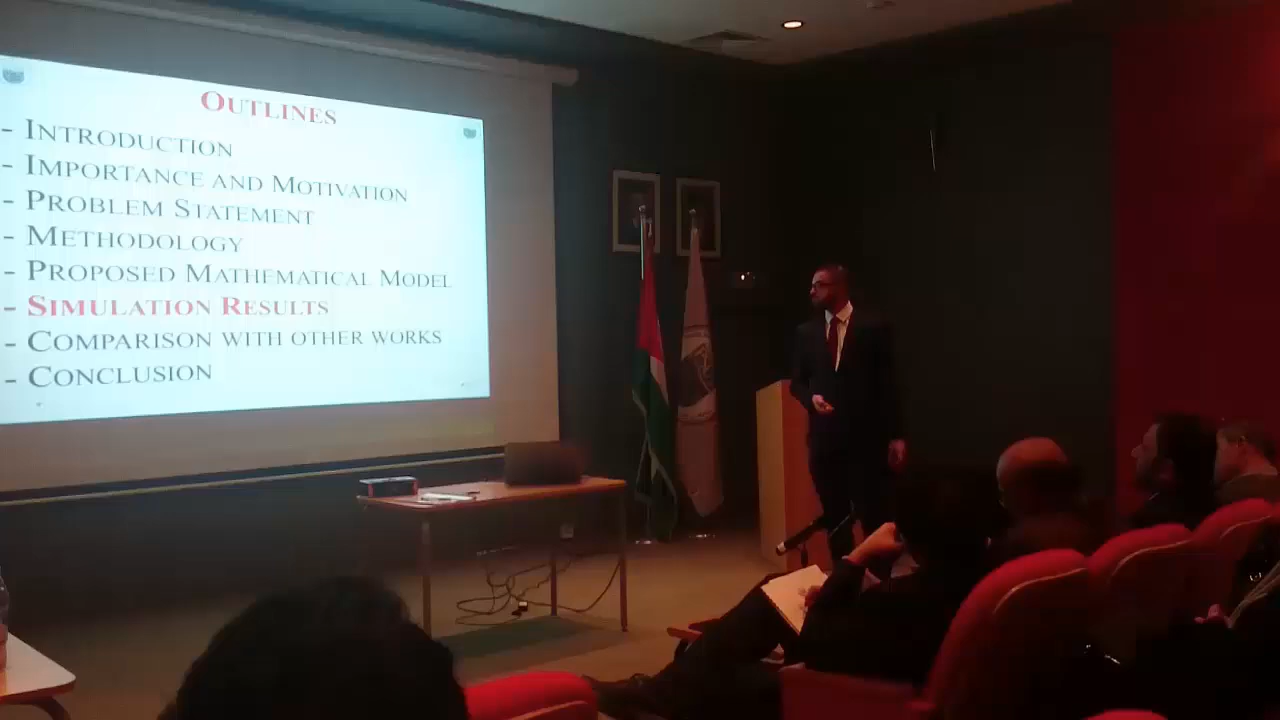 OUTLINES
- INTRODUCTION
- IMPORTANCE AND MOTIVATION
- PROBLEM STATEMENT
- METHODOLOGY
- PROPOSED MATHEMATICAL MODEL
- SIMULATION RESULTS
- COMPARISON WITH OTHER WORKS
- CONCLUSION